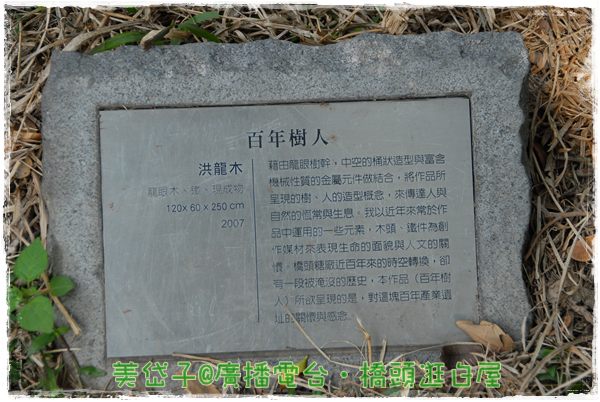 百年樹人
洪龍木
龍眼木、鐵、現成物
120x 60 x 250 cm
2007
藉由龍眼樹幹，中空的桶狀造型與富含
機械性質的金屬元件做結合，將作品所
呈現的樹、人的造型概念，來傳達人與
自然的恆常與生息。我以近年來常於作
品中運用的一些元素，木頭、鐵件為創
作媒材來表現生命的面貌與人文的關
懷。橋頭糖廠近百年來的時空轉換，卻
有一段被淹沒的歷史，本作品（百年樹
人）所欲呈現的是，對這塊百年產業遺
址的關懷與感念。
美岱子@廣播電台·橋頭逛白屋